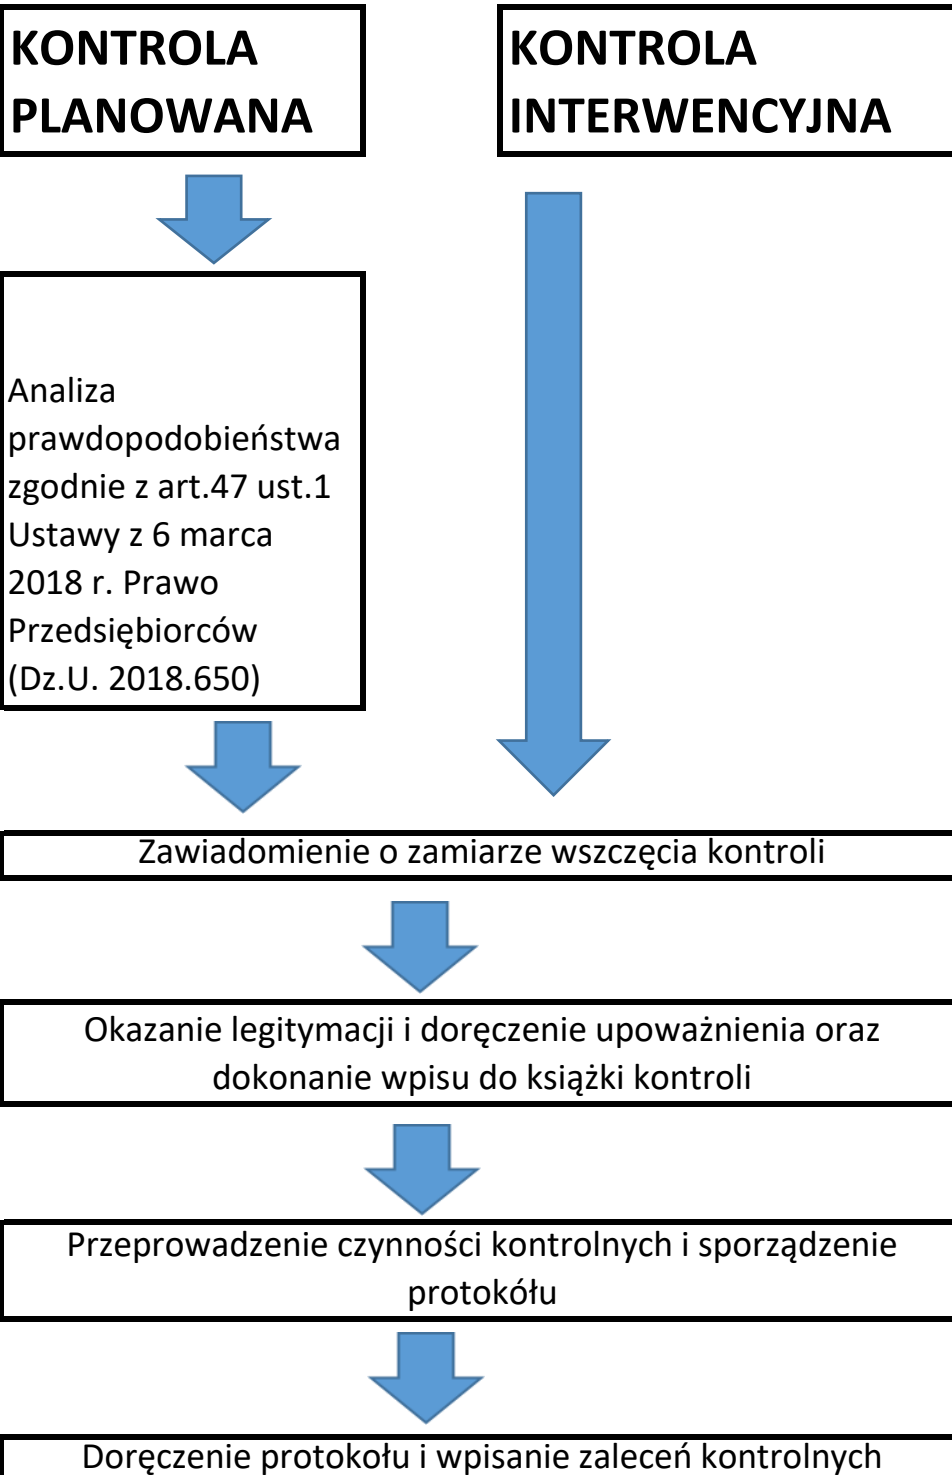 KONTROLA
PLANOWANA
KONTROLA
INTERWENCYJNA
Analiza
prawdopodobieństwa
zgodnie z art.47 ust.1
Ustawy z 6 marca
2018 r. Prawo
Przedsiębiorców
(Dz.U. 2018.650)
Zawiadomienie o zamiarze wszczęcia kontroli
Okazanie legitymacji i doręczenie upoważnienia oraz
dokonanie wpisu do książki kontroli
Przeprowadzenie czynności kontrolnych i sporządzenie
protokółu
Doręczenie protokołu i wpisanie zaleceń kontrolnych